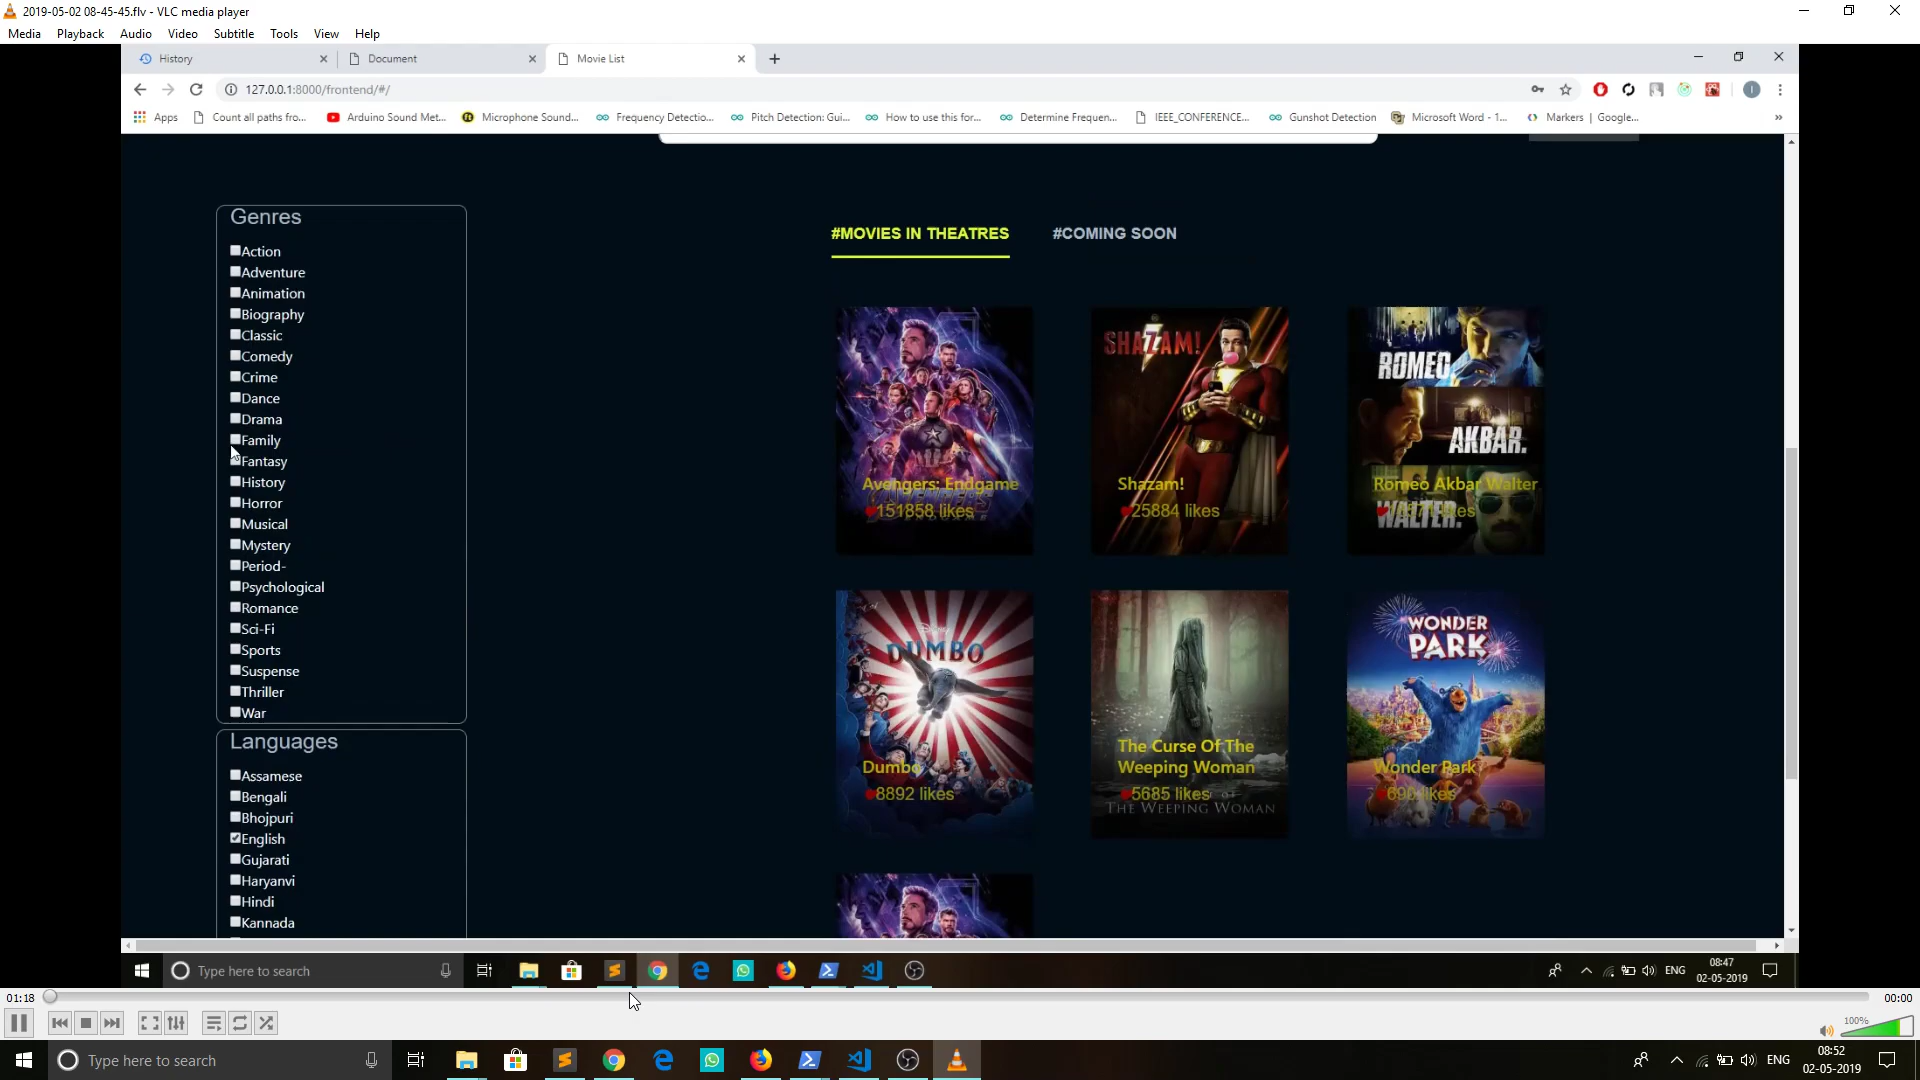 2019-05-02 08-45-45.flv - VLC media player
Media Playback Audio Video Subtitle Tools View Help
History
Document
Movie List
127.0.0.1:8000/frontend/#/
Apps
Count all paths fro...
Arduino Sound Met...
Microphone Sound...
Frequency Detectio...
Pitch Detection: Gui...
How to use this for...
Determine Frequen...
IEEE_CONFERENCE...
Gunshot Detection
Microsoft Word - 1...
Markers | Google...
»
Genres
Action
Adventure
Animation
Biography
Classic
Comedy
Crime
Dance
Drama
Family
Fantasy
History
Horror
Musical
Mystery
Period-
Psychological
Romance
Sci-Fi
Sports
Suspense
Thriller
War
Languages
Assamese
Bengali
Bhojpuri
English
Gujarati
Haryanvi
Hindi
Kannada
#MOVIES IN THEATRES
#COMING SOON
Avengers: Endgame
151858 likes
SHAZAM!
Shazam!
25884 likes
ROMEO.
AKBAR.
WALTER.
Romeo Akbar Walter
likes
DUMBO
Dumbo
8892 likes
The Curse Of The
Weeping Woman
5685 likes
THE WEEPING WOMAN
WONDER
PARK
Wonder Park
likes
Type here to search
ENG
08:47
02-05-2019
01:18
00:00
100%
Type here to search
ENG
08:52
02-05-2019